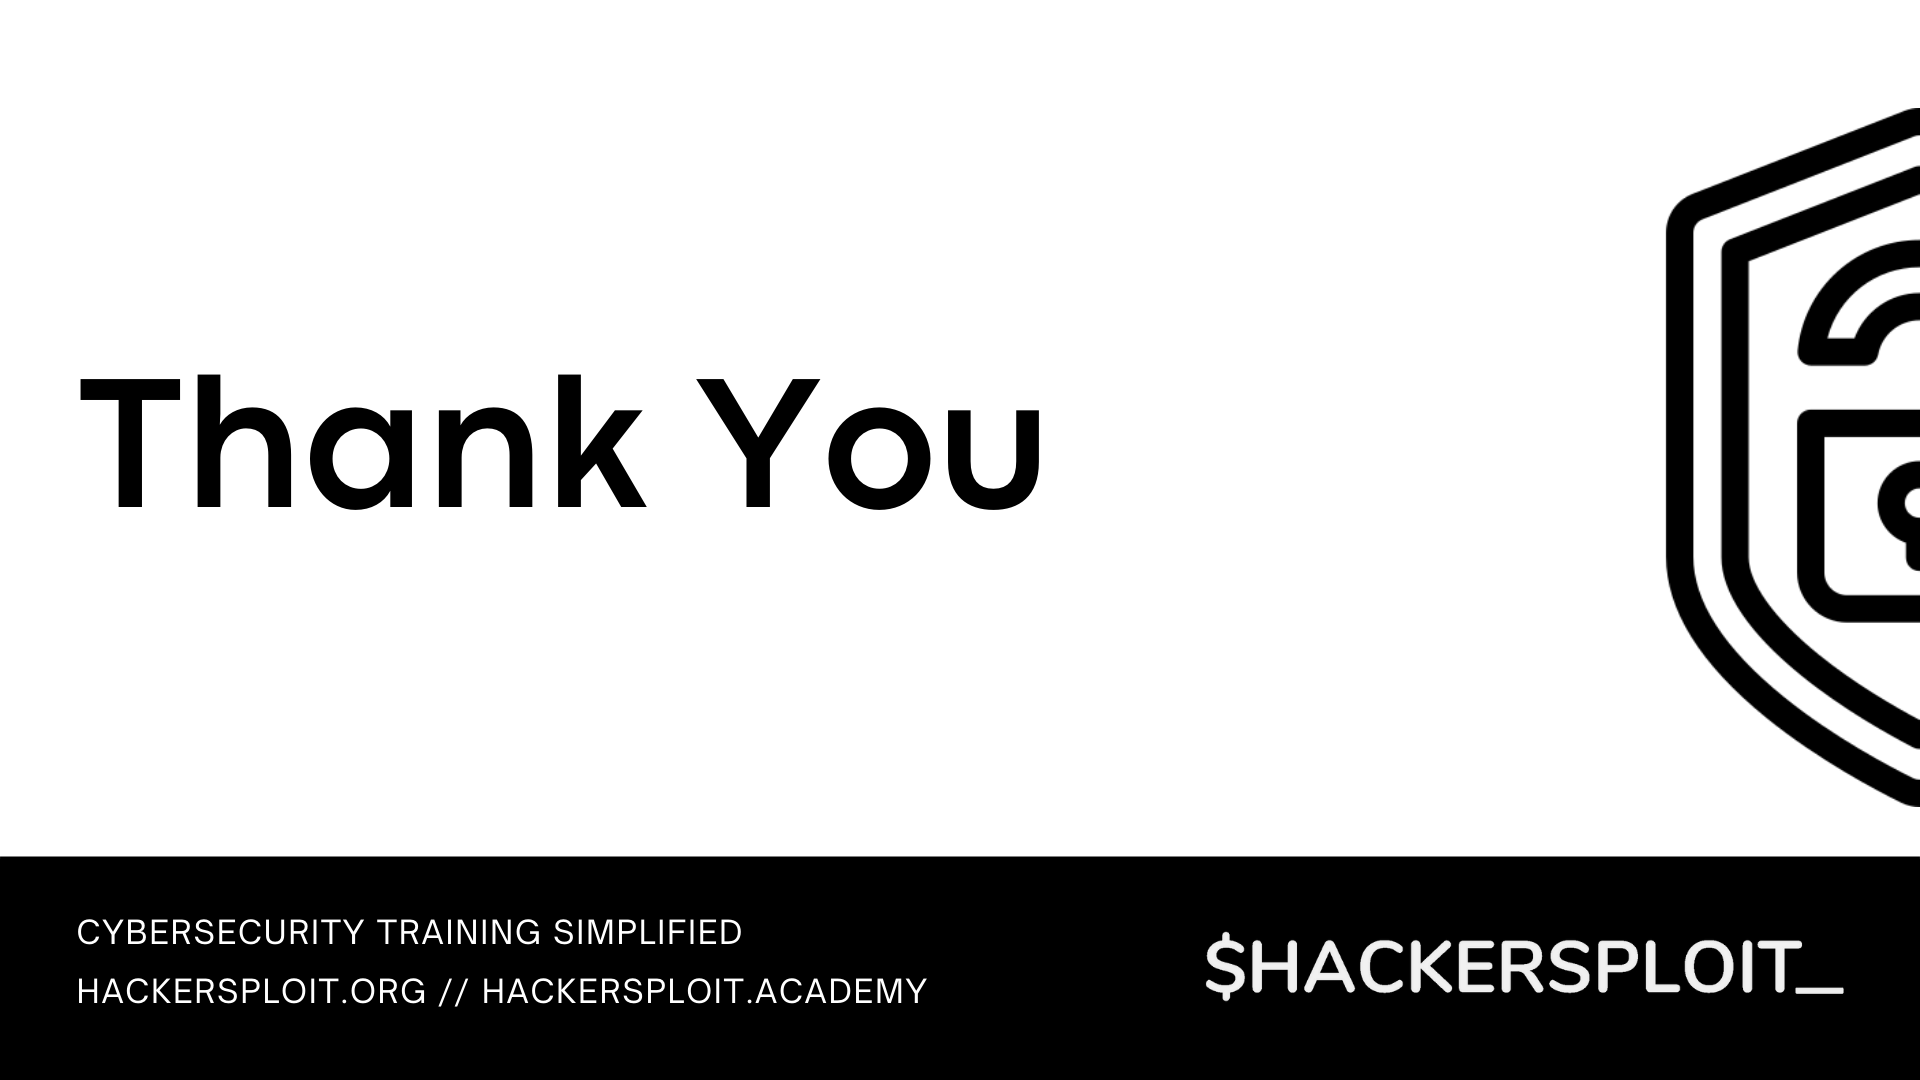 Thank You
CYBERSECURITY TRAINING SIMPLIFIED
HACKERSPLOIT.ORG // HACKERSPLOIT.ACADEMY
$HACKERSPLOIT_